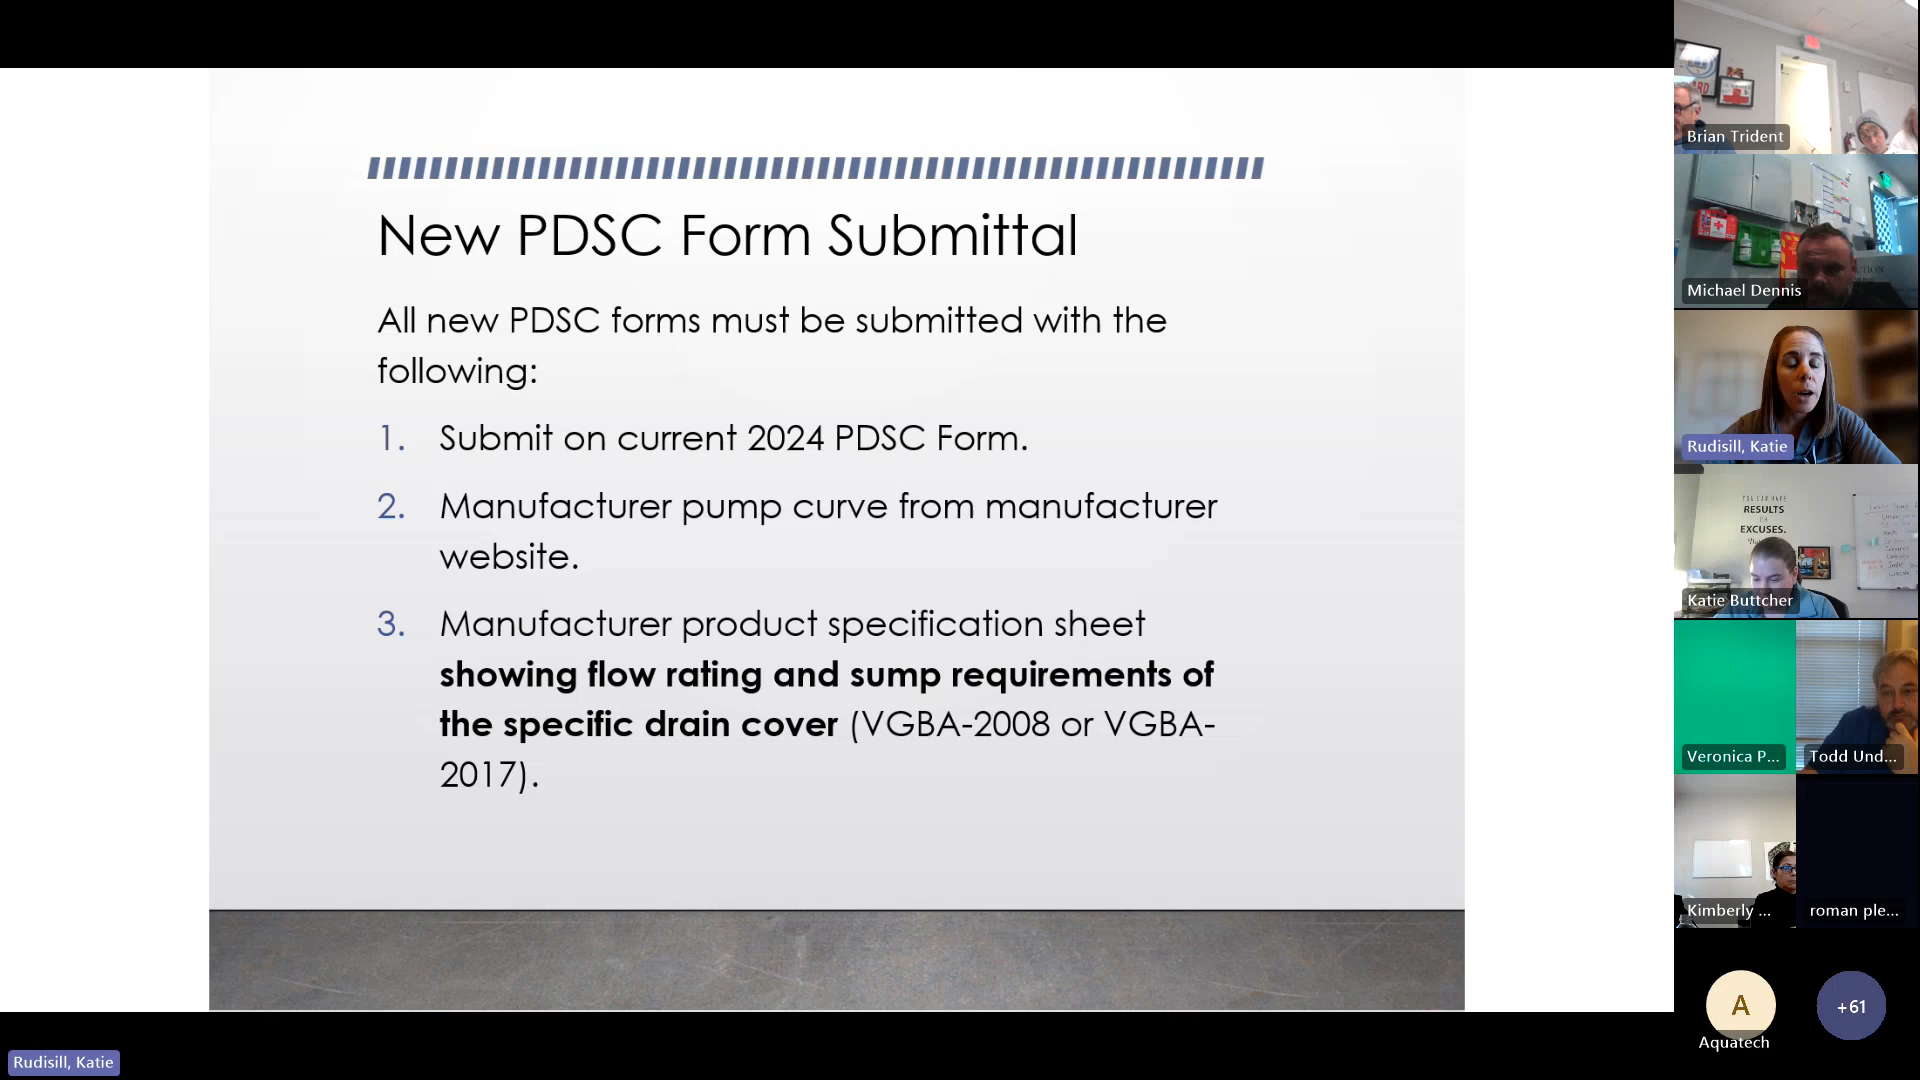 New PDSC Form Submittal
All new PDSC forms must be submitted with the
following:
1. Submit on current 2024 PDSC Form.
2. Manufacturer pump curve from manufacturer
website.
3. Manufacturer product specification sheet
showing flow rating and sump requirements of
the specific drain cover (VGBA-2008 or VGBA-
2017).
Brian Trident
Michael Dennis
Rudisill, Katie
RESULTS
EXCUSES.
Katie Buttcher
Veronica P...
Todd Und...
Kimberly ...
roman ple...
A
Aquatech
+61
Rudisill, Katie